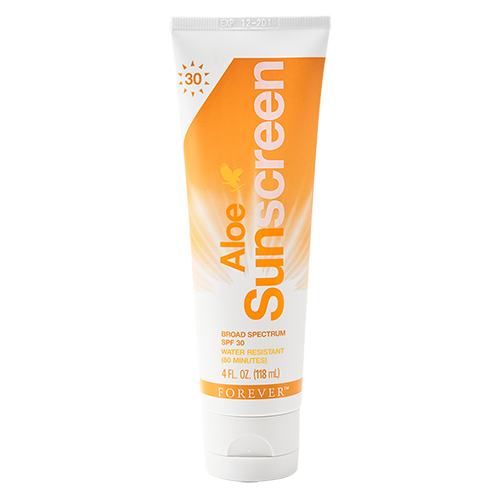 30
Aloe
Sunscreen
BROAD SPECTRUM
SPF 30
WATER RESISTANT
(80 MINUTES)
4 FL. OZ. (118 mL)
FOREVER™